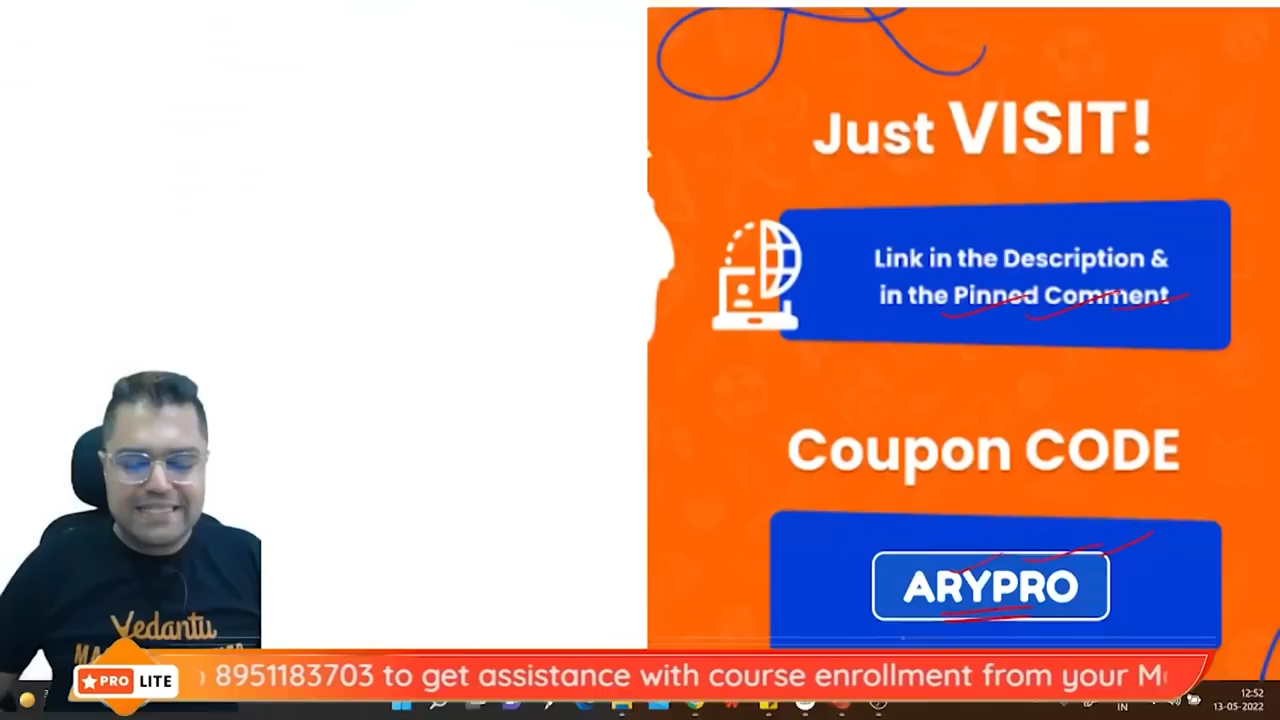 Just VISIT!
Link in the Description &
in the Pinned Comment
Coupon CODE
ARYPRO
Vedantu
PRO LITE
8951183703 to get assistance with course enrollment from your
12:52
IN
13-05-2022